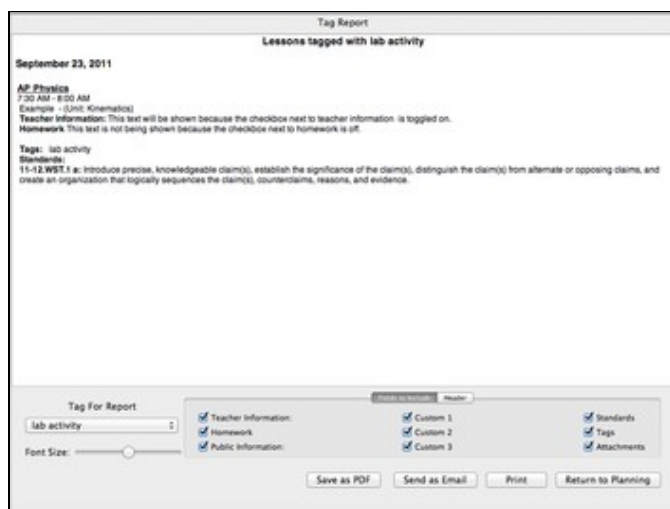 Tag Report
Lessons tagged with lab activity
September 23, 2011
AP Physics
7:30 AM - 8:00 AM
Example - (Unit: Kinematics)
Teacher Information: This text will be shown because the checkbox next to teacher information is toggled on.
Homework This text is not being shown because the checkbox next to homework is off.
Tags: lab activity
Standards:
11-12.WST.1 a: Introduce precise, knowledgeable claim(s), establish the significance of the claim(s), distinguish the claim(s) from alternate or opposing claims, and
create an organization that logically sequences the claim(s), counterclaims, reasons, and evidence.
Fields to Include Header
Tag For Report
lab activity
Font Size:
Teacher Information: Custom 1 Standards
Homework Custom 2 Tags
Public Information: Custom 3 Attachments
Save as PDF Send as Email Print Return to Planning